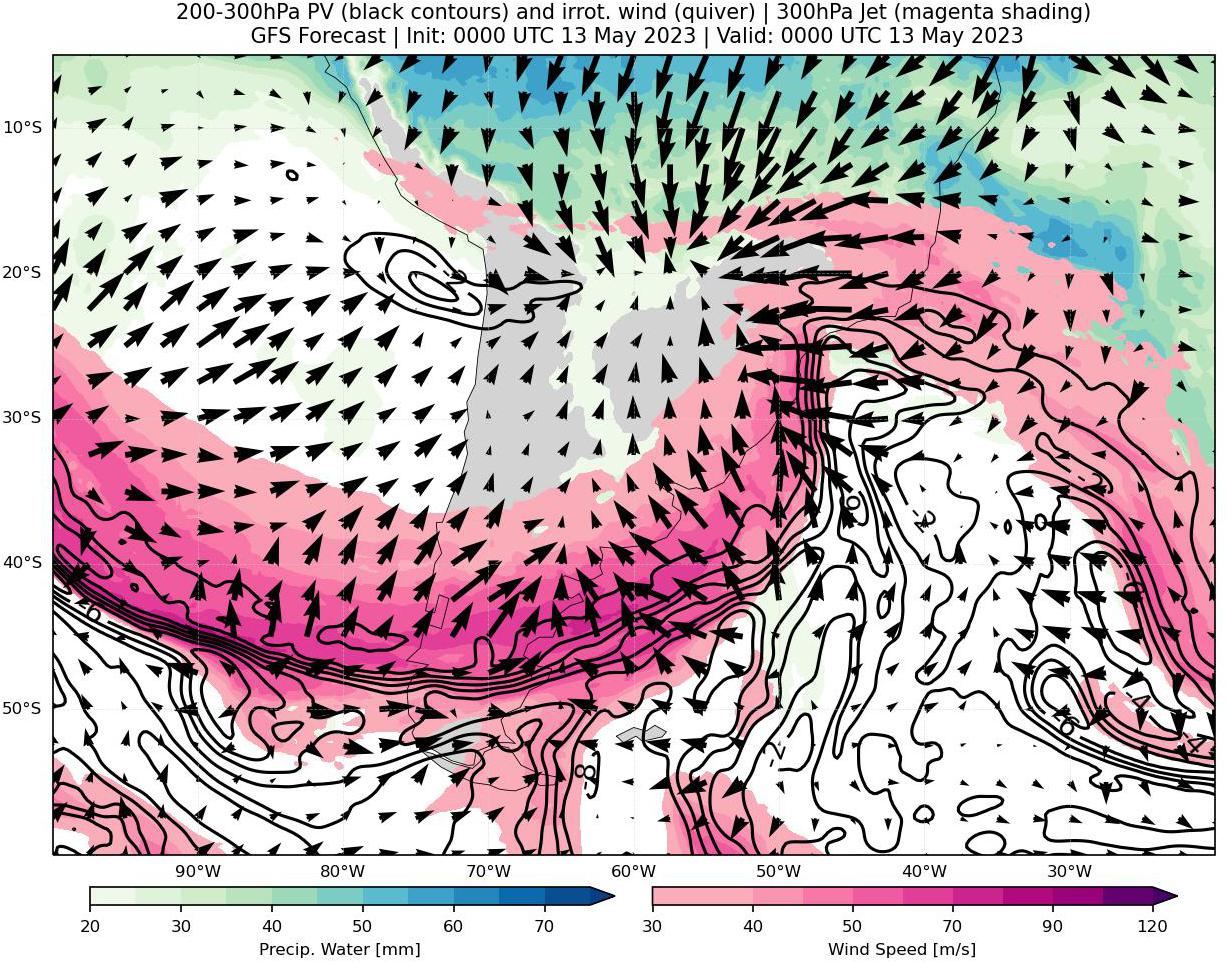 200-300hPa PV (black contours) and irrot. wind (quiver) | 300hPa Jet (magenta shading)
GFS Forecast | Init: 0000 UTC 13 May 2023 | Valid: 0000 UTC 13 May 2023
10°S
20°S
30°S
40°S
50°S
-8
-2
-4
-6
90°W 80°W 70°W 60°W 50°W 40°W 30°W
20 30 40 50 60 70
30 40 50 70 90 120
Precip. Water [mm]
Wind Speed [m/s]